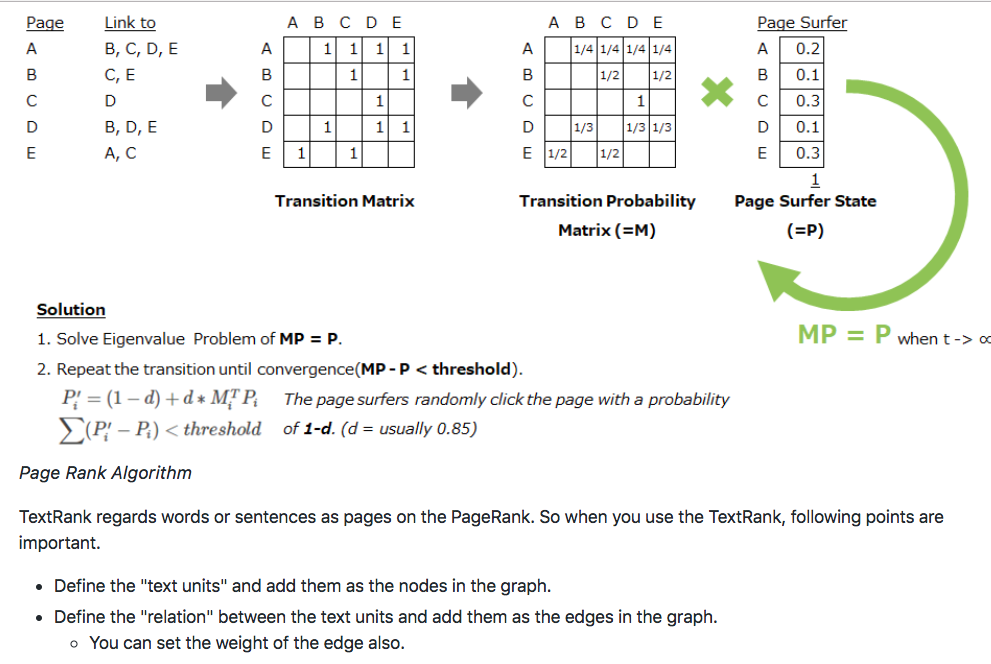 Page Link to A B C D E A B C D E Page Surfer
A B, C, D, E A 1 1 1 1 A 1/4 1/4 1/4 1/4 A 0.2
B C, E B 1 1 B 1/2 1/2 B 0.1
C D C 1 C 1 C 0.3
D B, D, E D 1 1 1 D 1/3 1/3 1/3 D 0.1
E A, C E 1 1 E 1/2 1/2 E 0.3
1
Transition Matrix Transition Probability Page Surfer State
Matrix (=M) (=P)
Solution
MP = P when t -> ∞
1. Solve Eigenvalue Problem of MP = P.
2. Repeat the transition until convergence(MP - P < threshold).
P'ᵢ = (1 − d) + d ∗ Mᵢᵀ Pᵢ The page surfers randomly click the page with a probability
∑(P'ᵢ − Pᵢ) < threshold of 1-d. (d = usually 0.85)
Page Rank Algorithm
TextRank regards words or sentences as pages on the PageRank. So when you use the TextRank, following points are
important.
• Define the "text units" and add them as the nodes in the graph.
• Define the "relation" between the text units and add them as the edges in the graph.
◦ You can set the weight of the edge also.